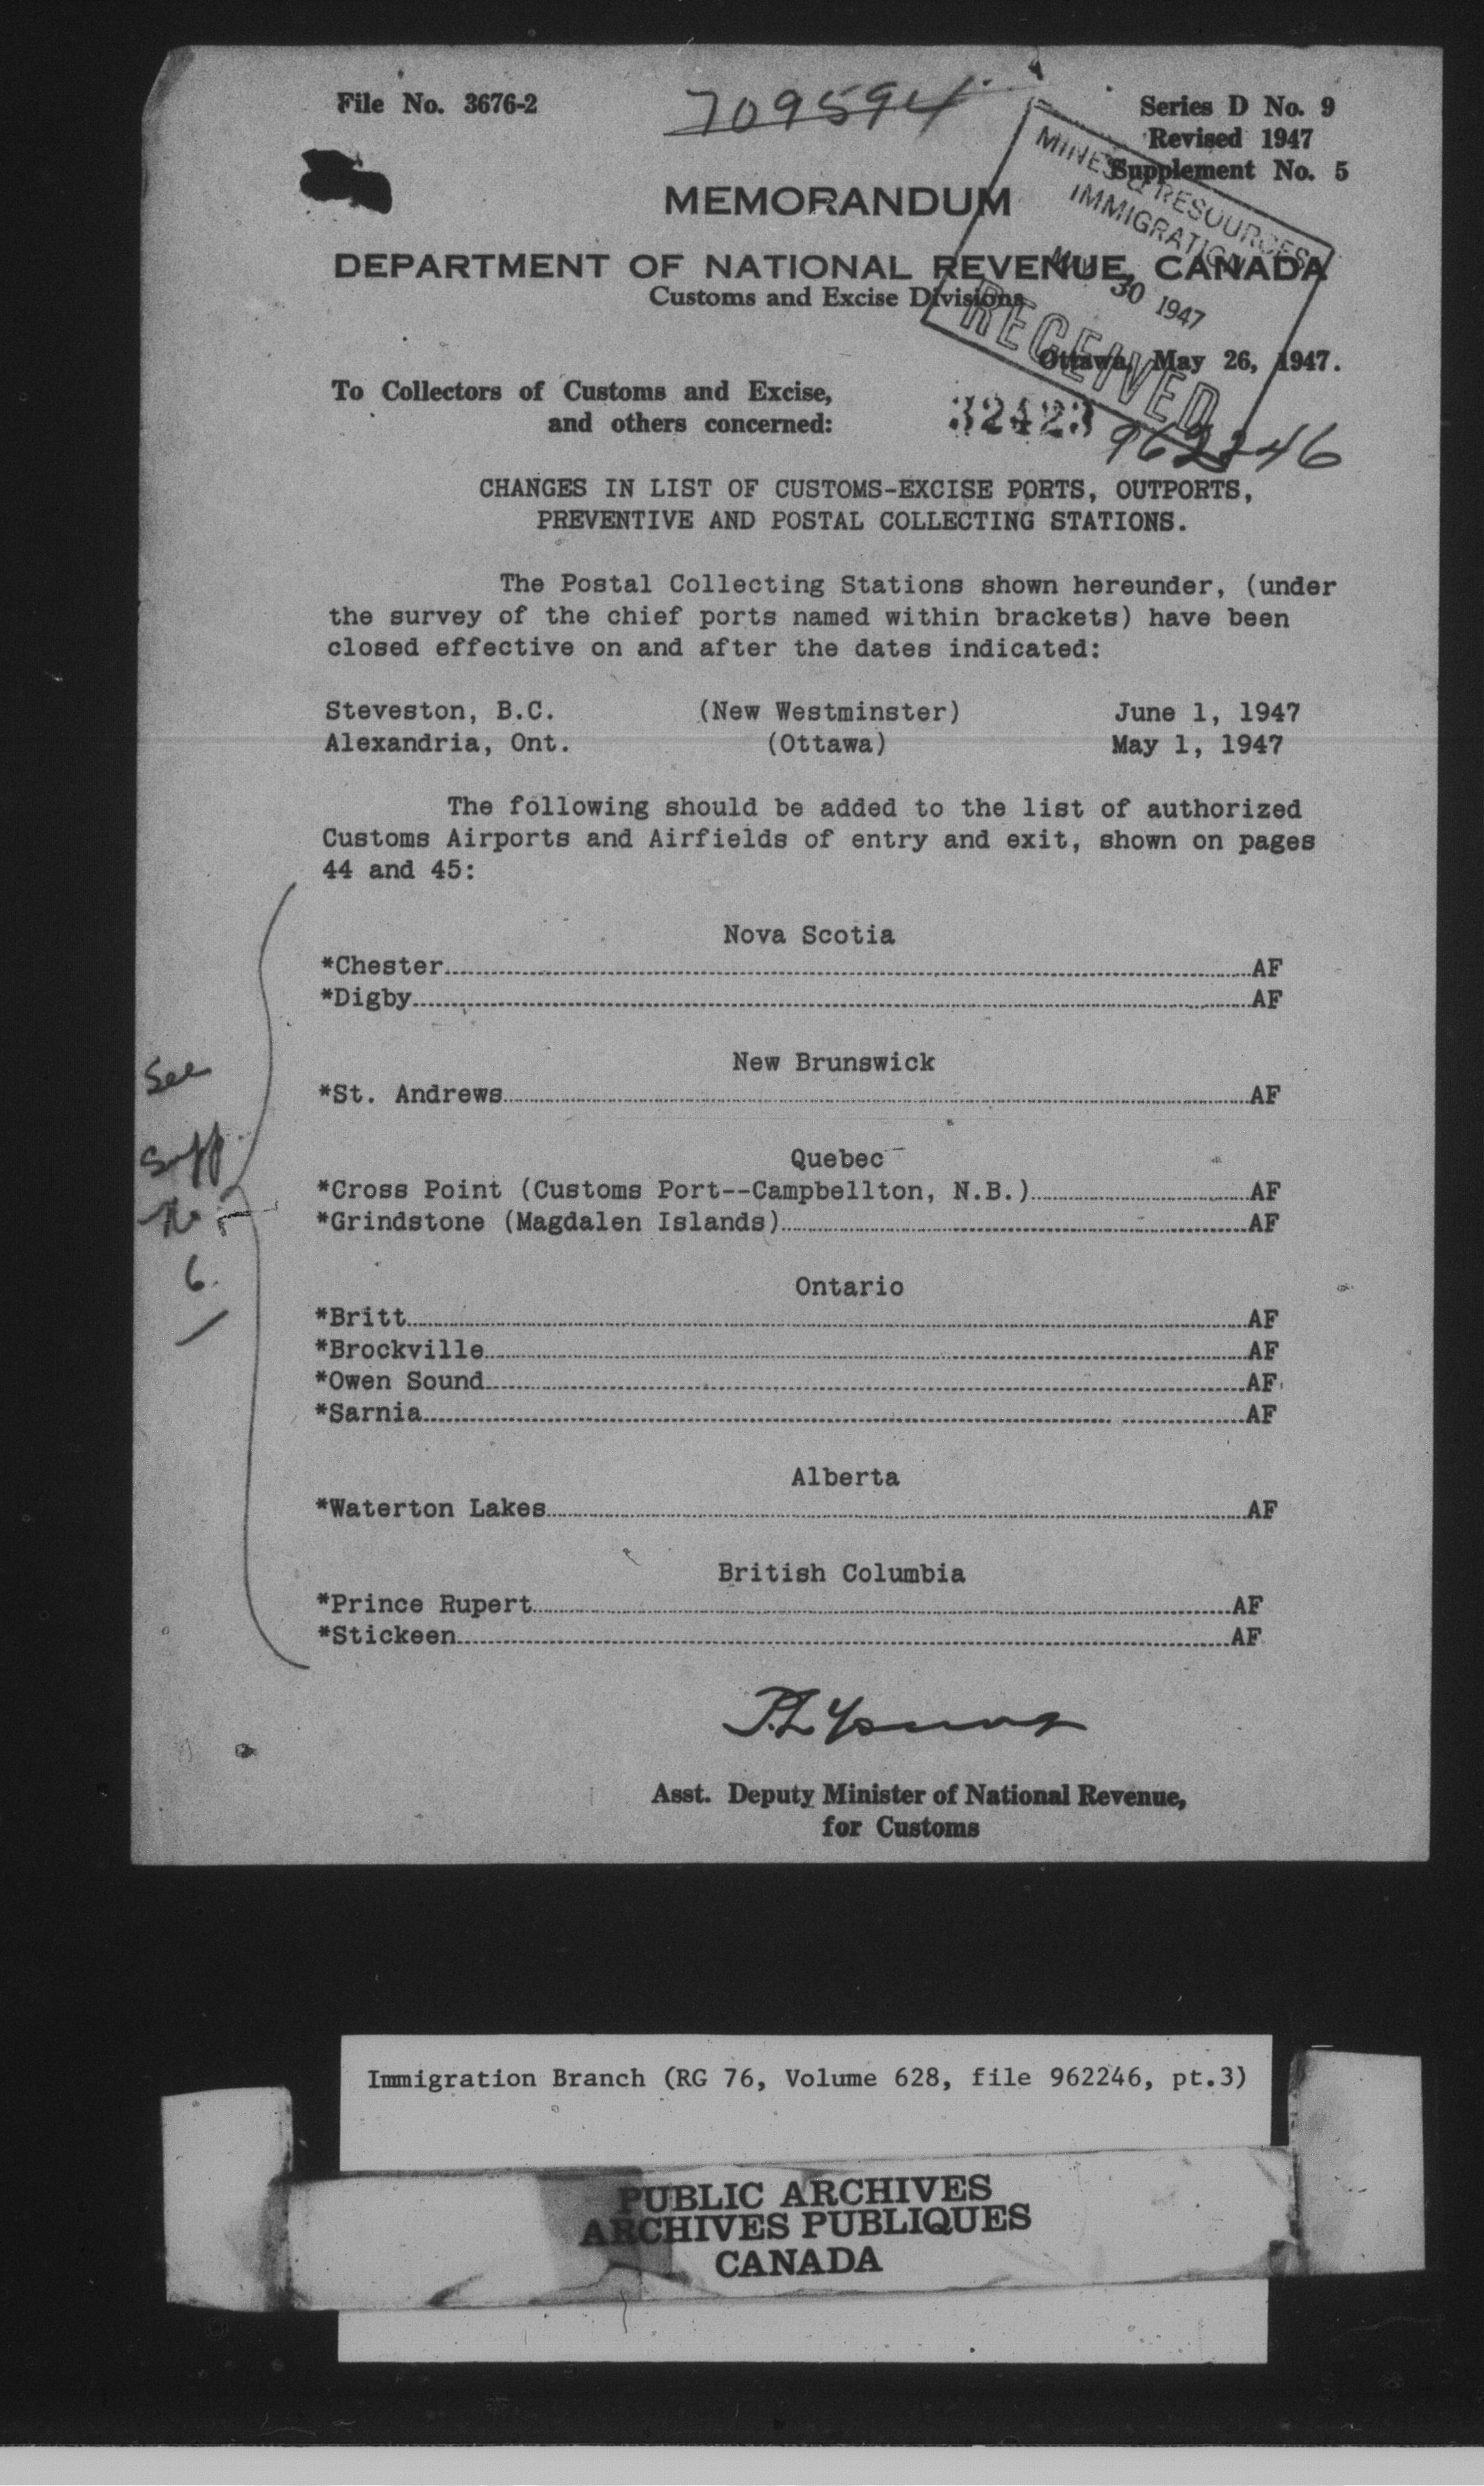 File No. 3676-2
709594
Series D No. 9
Revised 1947
Supplement No. 5
MINES & RESOURCES
IMMIGRATION
30 1947
RECEIVED
MEMORANDUM
DEPARTMENT OF NATIONAL REVENUE, CANADA
Customs and Excise Divisions
Ottawa, May 26, 1947.
To Collectors of Customs and Excise,
and others concerned:
32423
962246
CHANGES IN LIST OF CUSTOMS-EXCISE PORTS, OUTPORTS,
PREVENTIVE AND POSTAL COLLECTING STATIONS.
The Postal Collecting Stations shown hereunder, (under
the survey of the chief ports named within brackets) have been
closed effective on and after the dates indicated:
Steveston, B.C. (New Westminster) June 1, 1947
Alexandria, Ont. (Ottawa) May 1, 1947
The following should be added to the list of authorized
Customs Airports and Airfields of entry and exit, shown on pages
44 and 45:
Nova Scotia
*Chester AF
*Digby AF
New Brunswick
*St. Andrews AF
Quebec
*Cross Point (Customs Port--Campbellton, N.B.) AF
*Grindstone (Magdalen Islands) AF
Ontario
*Britt AF
*Brockville AF
*Owen Sound AF
*Sarnia AF
Alberta
*Waterton Lakes AF
British Columbia
*Prince Rupert AF
*Stickeen AF
See
Supp
No
6
Asst. Deputy Minister of National Revenue,
for Customs
Immigration Branch (RG 76, Volume 628, file 962246, pt.3)
PUBLIC ARCHIVES
ARCHIVES PUBLIQUES
CANADA